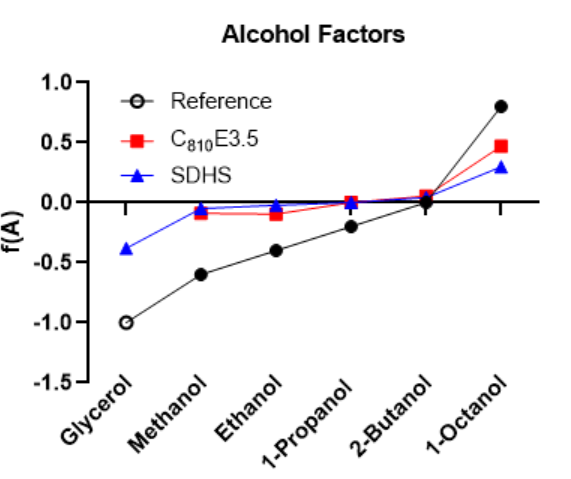 Alcohol Factors
1.0
0.5
0.0
-0.5
-1.0
-1.5
f(A)
Reference
C₈₁₀E3.5
SDHS
Glycerol
Methanol
Ethanol
1-Propanol
2-Butanol
1-Octanol